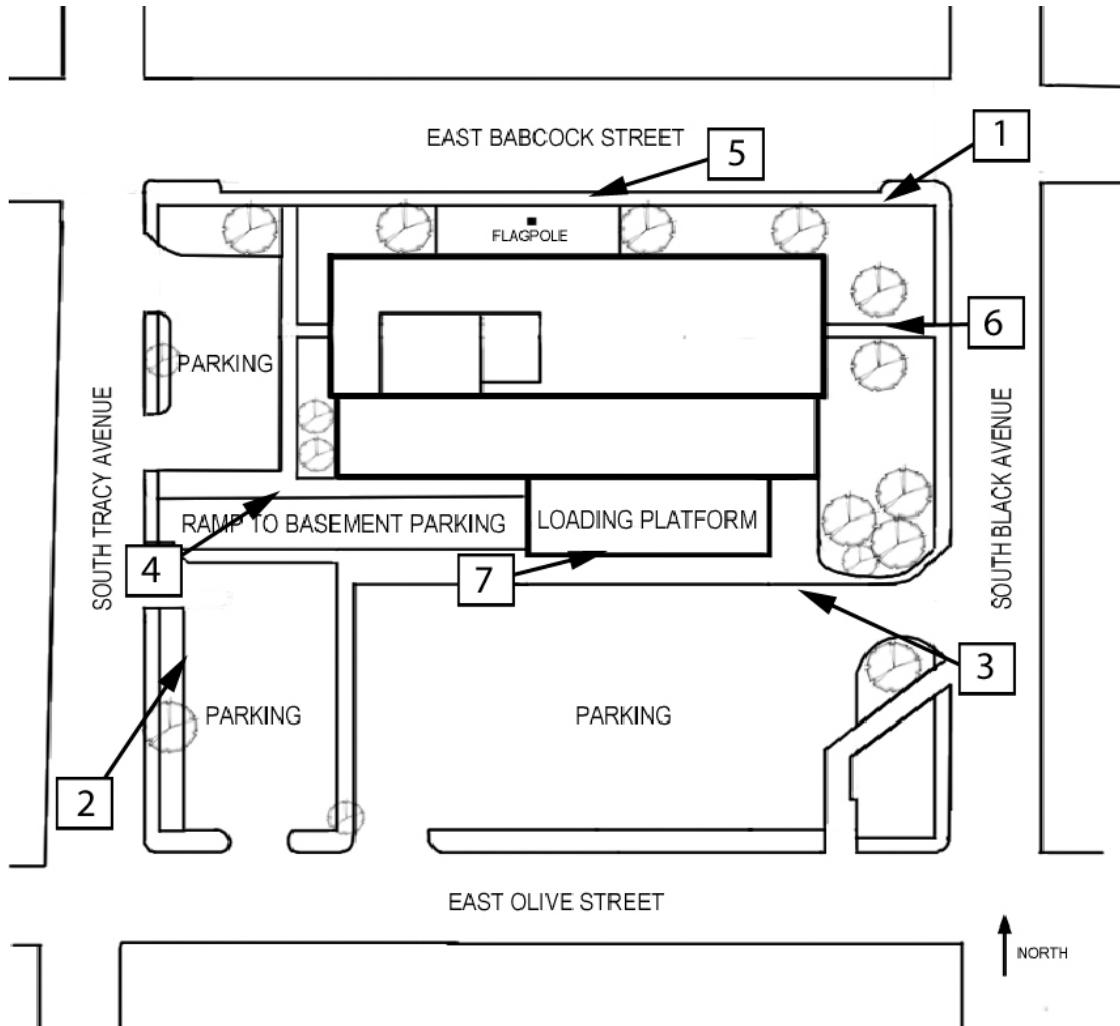 EAST BABCOCK STREET
5
1
FLAGPOLE
6
PARKING
SOUTH TRACY AVENUE
SOUTH BLACK AVENUE
RAMP TO BASEMENT PARKING
LOADING PLATFORM
4
7
3
PARKING
PARKING
2
EAST OLIVE STREET
NORTH